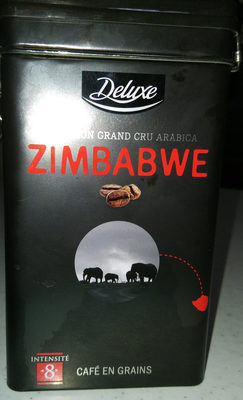 Deluxe
GRAND CRU ARABICA
ZIMBABWE
INTENSITÉ
8
CAFÉ EN GRAINS